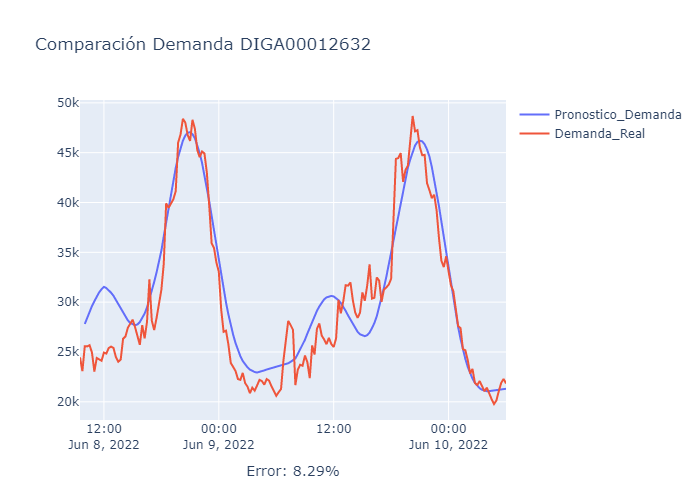 Comparación Demanda DIGA00012632
50k
45k
40k
35k
30k
25k
20k
12:00
Jun 8, 2022
00:00
Jun 9, 2022
12:00
00:00
Jun 10, 2022
Error: 8.29%
Pronostico_Demanda
Demanda_Real